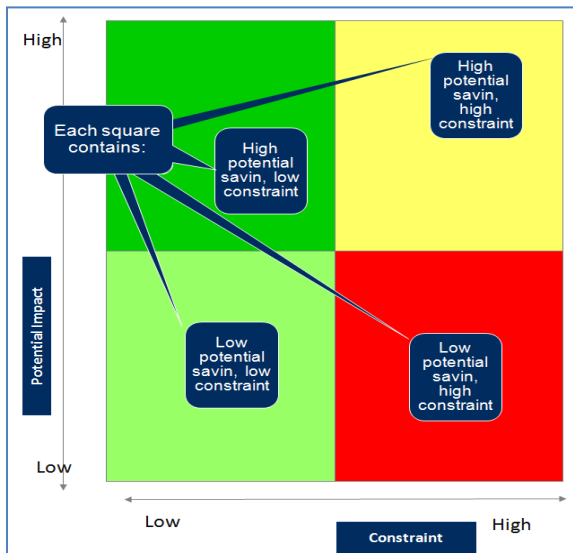 High
High
potential
savin,
high
constraint
Each square
contains:
High
potential
savin, low
constraint
Potential Impact
Low
potential
savin, low
constraint
Low
potential
savin,
high
constraint
Low
Low
High
Constraint